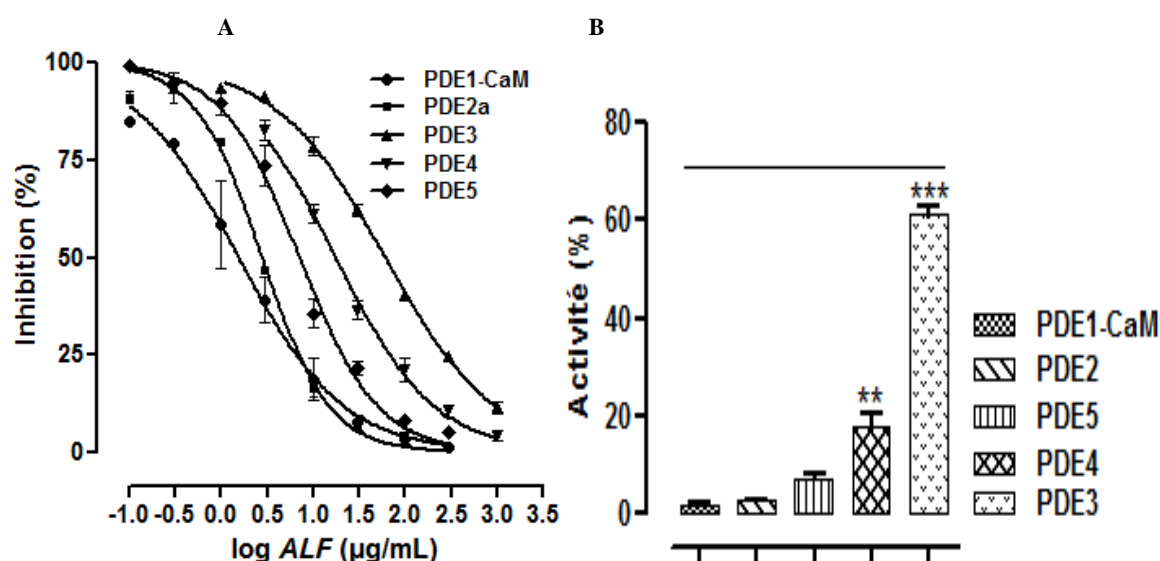 A
B
100
75
50
25
0
Inhibition (%)
PDE1-CaM
PDE2a
PDE3
PDE4
PDE5
-1.0 -0.5 0.0 0.5 1.0 1.5 2.0 2.5 3.0 3.5
log ALF (µg/mL)
80
60
40
20
0
Activité (%)
**
***
PDE1-CaM
PDE2
PDE5
PDE4
PDE3